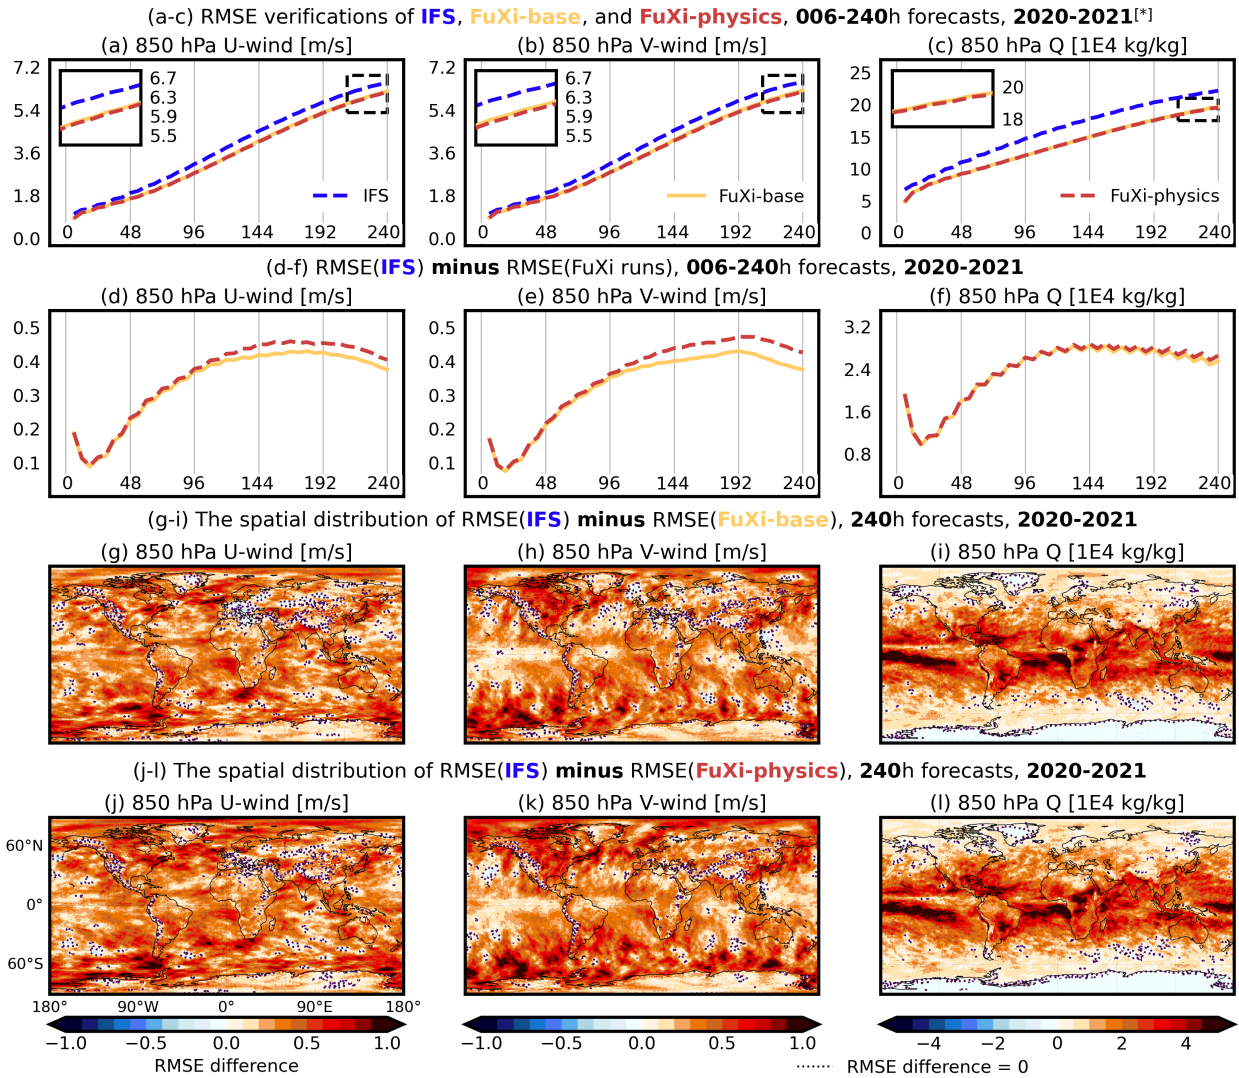 (a-c) RMSE verifications of IFS, FuXi-base, and FuXi-physics, 006-240h forecasts, 2020-2021[*]
(a) 850 hPa U-wind [m/s]
7.2
5.4
3.6
1.8
0.0
6.7
6.3
5.9
5.5
IFS
0 48 96 144 192 240
(b) 850 hPa V-wind [m/s]
7.2
5.4
3.6
1.8
0.0
6.7
6.3
5.9
5.5
FuXi-base
0 48 96 144 192 240
(c) 850 hPa Q [1E4 kg/kg]
25
20
15
10
5
0
20
18
FuXi-physics
0 48 96 144 192 240
(d-f) RMSE(IFS) minus RMSE(FuXi runs), 006-240h forecasts, 2020-2021
(d) 850 hPa U-wind [m/s]
0.5
0.4
0.3
0.2
0.1
0 48 96 144 192 240
(e) 850 hPa V-wind [m/s]
0.5
0.4
0.3
0.2
0.1
0 48 96 144 192 240
(f) 850 hPa Q [1E4 kg/kg]
3.2
2.4
1.6
0.8
0 48 96 144 192 240
(g-i) The spatial distribution of RMSE(IFS) minus RMSE(FuXi-base), 240h forecasts, 2020-2021
(g) 850 hPa U-wind [m/s]
(h) 850 hPa V-wind [m/s]
(i) 850 hPa Q [1E4 kg/kg]
(j-l) The spatial distribution of RMSE(IFS) minus RMSE(FuXi-physics), 240h forecasts, 2020-2021
(j) 850 hPa U-wind [m/s]
(k) 850 hPa V-wind [m/s]
(l) 850 hPa Q [1E4 kg/kg]
60°N
0°
60°S
180° 90°W 0° 90°E 180°
−1.0 −0.5 0.0 0.5 1.0
−1.0 −0.5 0.0 0.5 1.0
−4 −2 0 2 4
RMSE difference
RMSE difference = 0